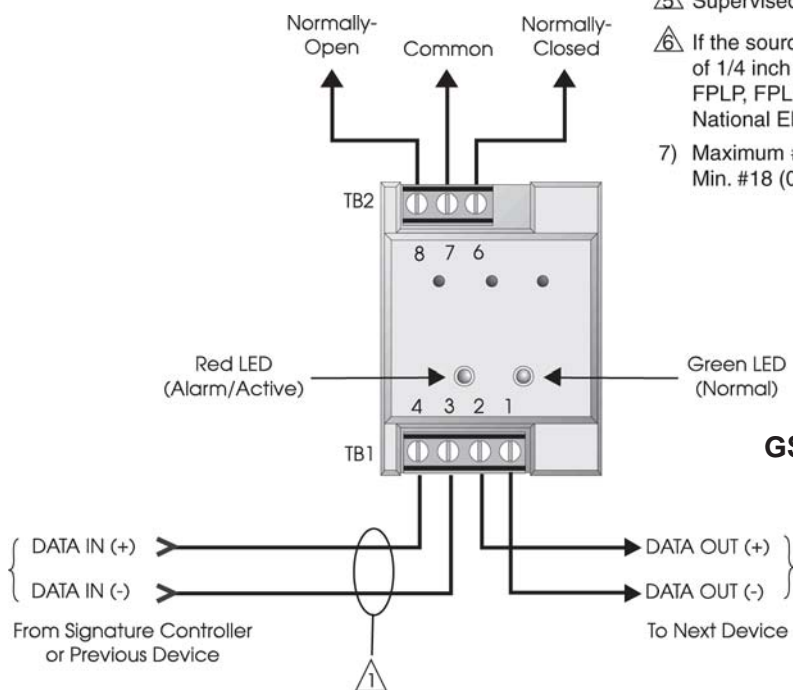 Normally-
Open
Common
Normally-
Closed
5 Supervised
6 If the sourc
of 1/4 inch
FPLP, FPL
National El
7) Maximum #
Min. #18 (0
TB2
8 7 6
Red LED
(Alarm/Active)
Green LED
(Normal)
4 3 2 1
TB1
GS
DATA IN (+)
DATA OUT (+)
DATA IN (-)
DATA OUT (-)
From Signature Controller
or Previous Device
To Next Device
1